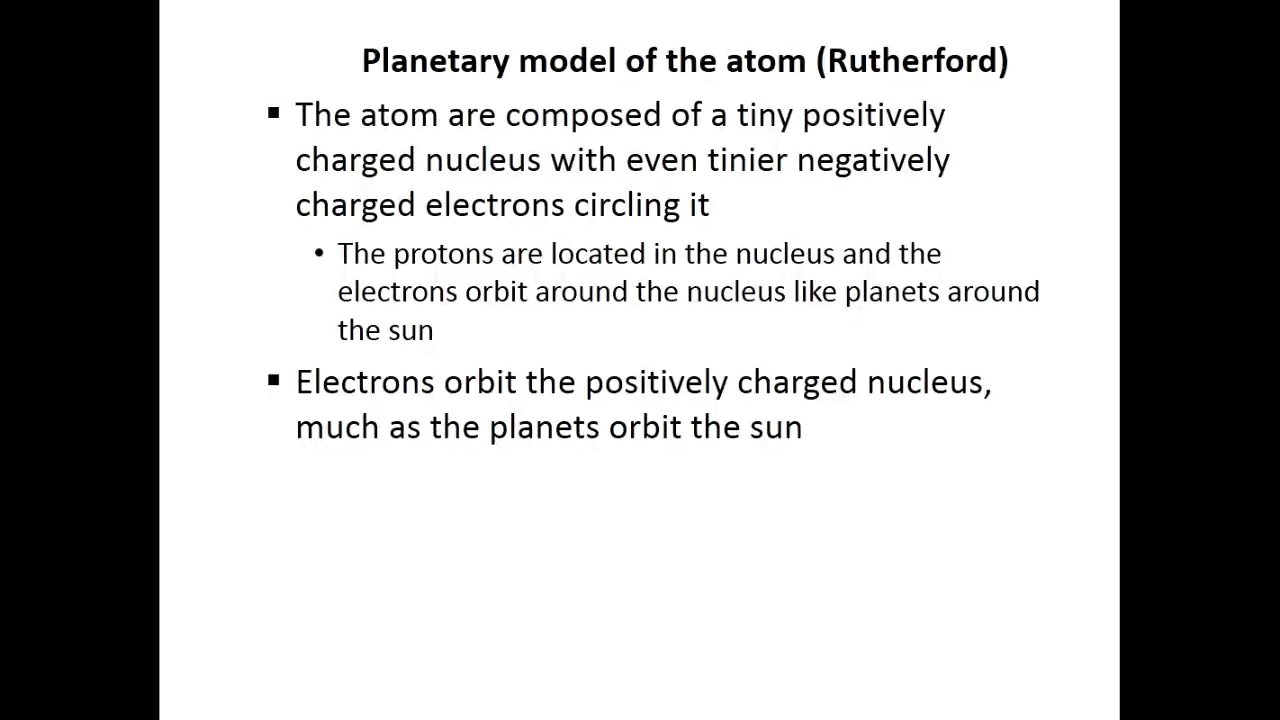 Planetary model of the atom (Rutherford)
▪ The atom are composed of a tiny positively
charged nucleus with even tinier negatively
charged electrons circling it
• The protons are located in the nucleus and the
electrons orbit around the nucleus like planets around
the sun
▪ Electrons orbit the positively charged nucleus,
much as the planets orbit the sun